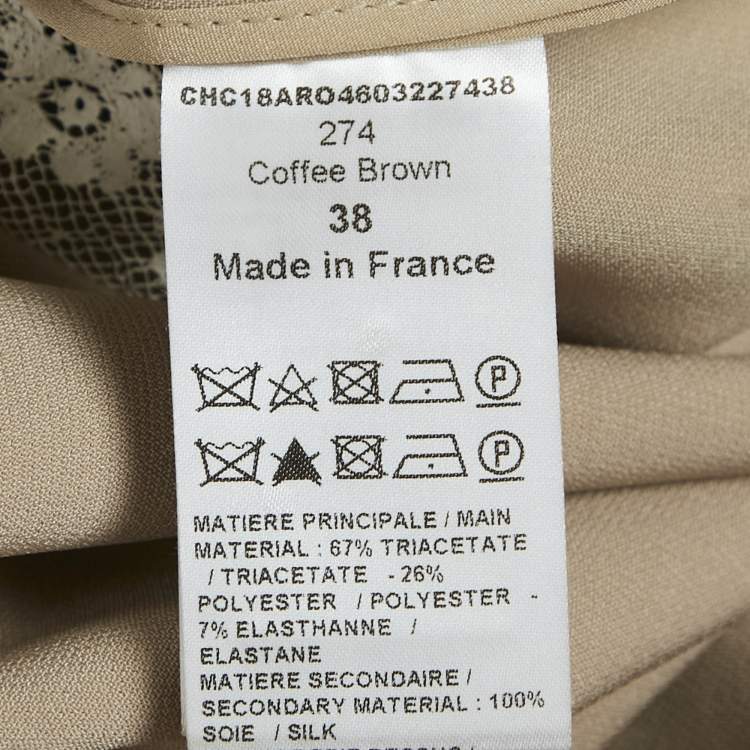 CHC18ARO4603227438
274
Coffee Brown
38
Made in France
P
P
MATIERE PRINCIPALE / MAIN
MATERIAL : 67% TRIACETATE
/ TRIACETATE - 26%
POLYESTER / POLYESTER -
7% ELASTHANNE /
ELASTANE
MATIERE SECONDAIRE /
SECONDARY MATERIAL : 100%
SOIE / SILK